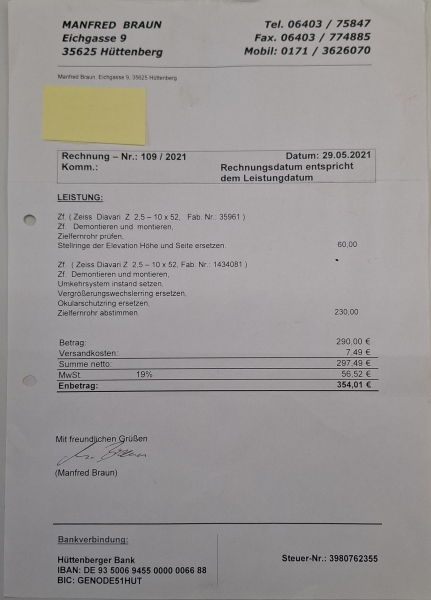 MANFRED BRAUN
Eichgasse 9
35625 Hüttenberg
Tel. 06403 / 75847
Fax. 06403 / 774885
Mobil: 0171 / 3626070
Manfred Braun, Eichgasse 9, 35625 Hüttenberg
Rechnung – Nr.: 109 / 2021 Datum: 29.05.2021
Komm.: Rechnungsdatum entspricht
dem Leistungdatum
LEISTUNG:
Zf. ( Zeiss Diavari Z 2,5 – 10 x 52, Fab. Nr.: 35961 )
Zf. Demontieren und montieren,
Zielfernrohr prüfen,
Stellringe der Elevation Höhe und Seite ersetzen. 60,00
Zf. ( Zeiss Diavari Z 2,5 – 10 x 52, Fab. Nr.: 1434081 )
Zf. Demontieren und montieren,
Umkehrsystem instand setzen,
Vergrößerungswechslerring ersetzen,
Okularschutzring ersetzen,
Zielfernrohr abstimmen. 230,00
Betrag: 290,00 €
Versandkosten: 7,49 €
Summe netto: 297,49 €
MwSt. 19% 56,52 €
Enbetrag: 354,01 €
Mit freundlichen Grüßen
(Manfred Braun)
Bankverbindung:
Hüttenberger Bank
IBAN: DE 93 5006 9455 0000 0066 88
BIC: GENODE51HUT
Steuer-Nr.: 3980762355